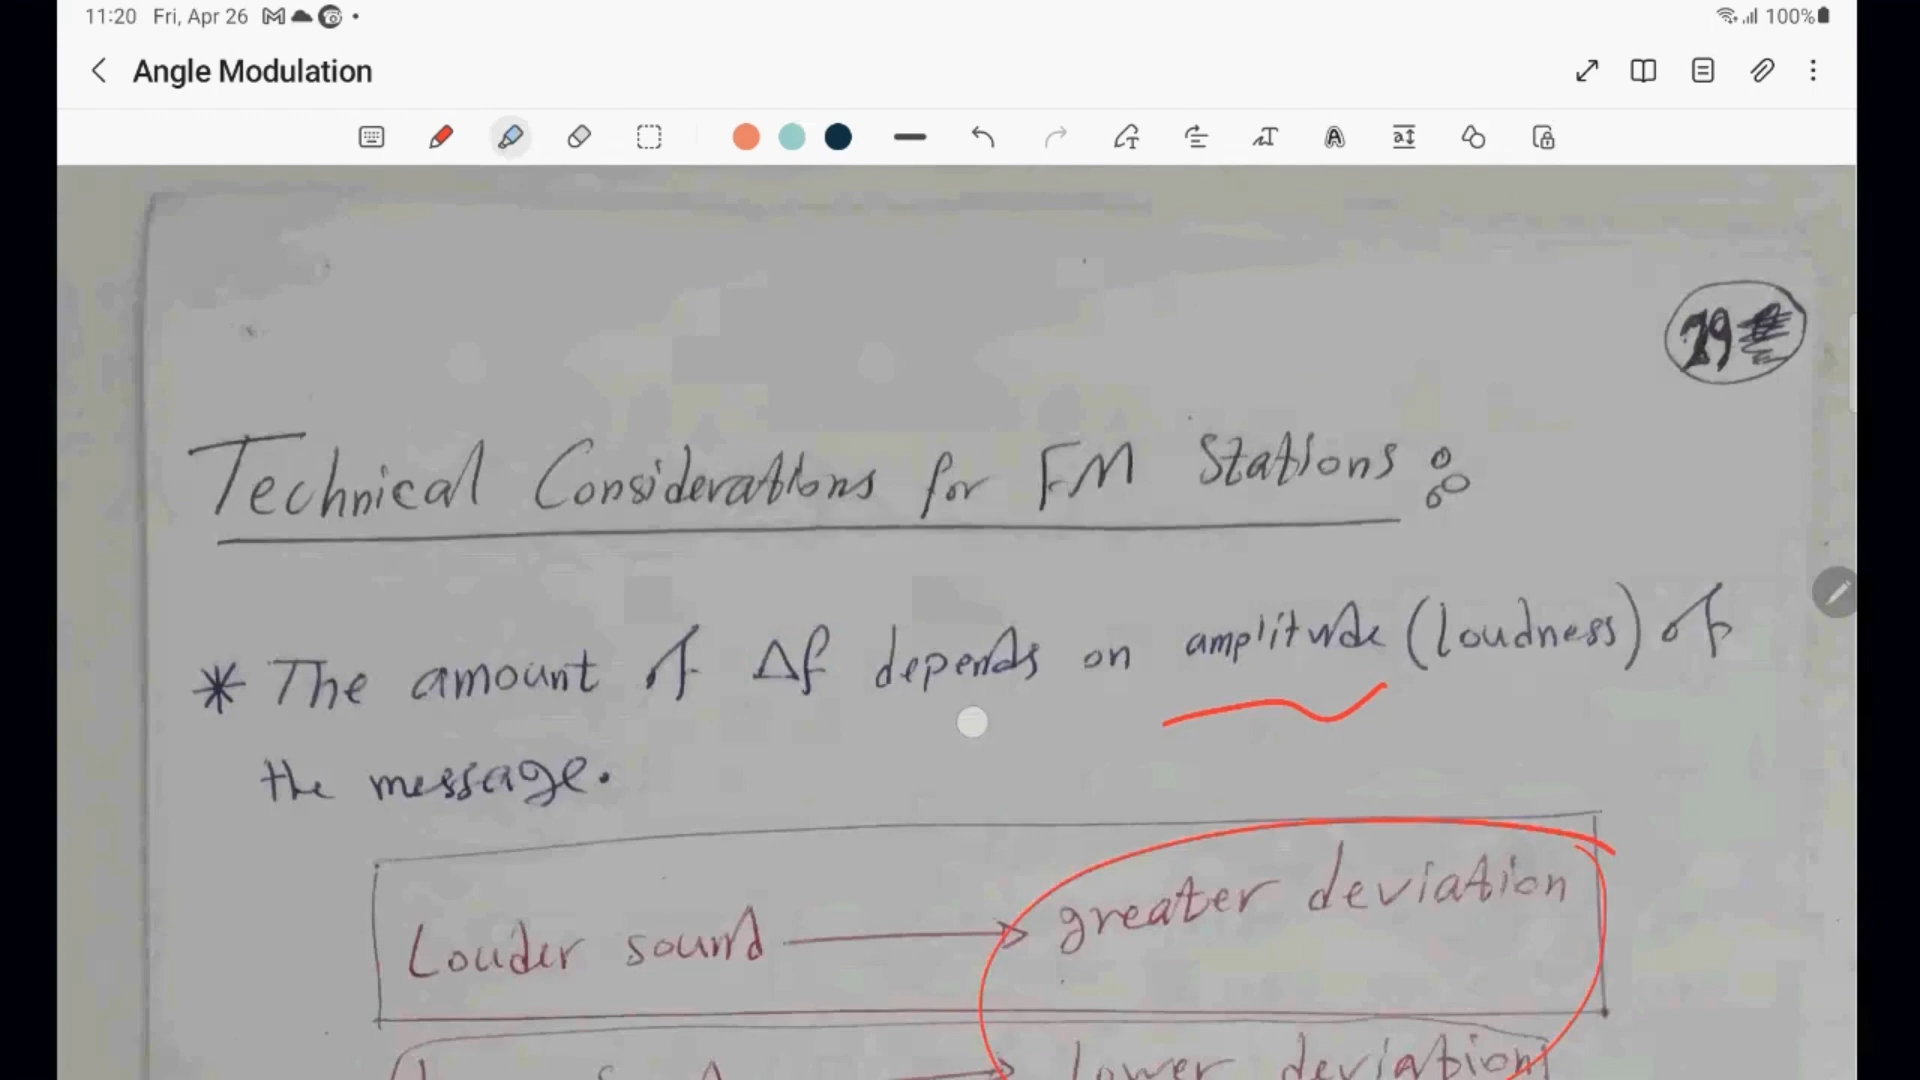 11:20 Fri, Apr 26
100%
Angle Modulation
29
Technical Considerations for FM Stations :
* The amount of Δf depends on amplitude (loudness) of
the message.
Louder sound → greater deviation
→ lower deviation